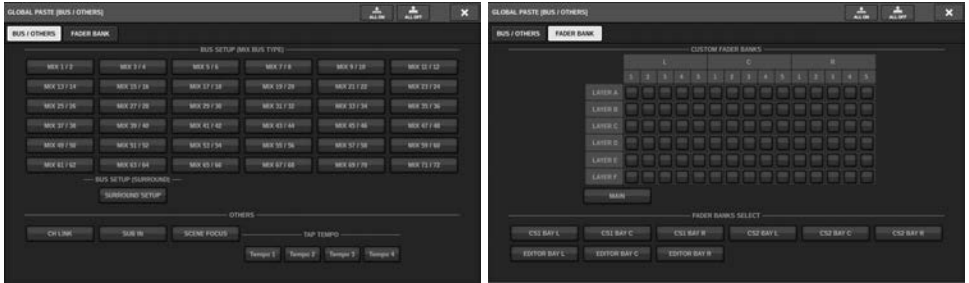 GLOBAL PASTE [BUS / OTHERS]
ALL ON
ALL OFF
BUS / OTHERS
FADER BANK
BUS SETUP (MIX BUS TYPE)
MIX 1 / 2
MIX 3 / 4
MIX 5 / 6
MIX 7 / 8
MIX 9 / 10
MIX 11 / 12
MIX 13 / 14
MIX 15 / 16
MIX 17 / 18
MIX 19 / 20
MIX 21 / 22
MIX 23 / 24
MIX 25 / 26
MIX 27 / 28
MIX 29 / 30
MIX 31 / 32
MIX 33 / 34
MIX 35 / 36
MIX 37 / 38
MIX 39 / 40
MIX 41 / 42
MIX 43 / 44
MIX 45 / 46
MIX 47 / 48
MIX 49 / 50
MIX 51 / 52
MIX 53 / 54
MIX 55 / 56
MIX 57 / 58
MIX 59 / 60
MIX 61 / 62
MIX 63 / 64
MIX 65 / 66
MIX 67 / 68
MIX 69 / 70
MIX 71 / 72
BUS SETUP (SURROUND)
SURROUND SETUP
OTHERS
CH LINK
SUB IN
SCENE FOCUS
TAP TEMPO
Tempo 1
Tempo 2
Tempo 3
Tempo 4
GLOBAL PASTE [BUS / OTHERS]
ALL ON
ALL OFF
BUS / OTHERS
FADER BANK
CUSTOM FADER BANKS
L C R
1 2 3 4 5 1 2 3 4 5 1 2 3 4 5
LAYER A
LAYER B
LAYER C
LAYER D
LAYER E
LAYER F
MAIN
FADER BANKS SELECT
CS1 BAY L
CS1 BAY C
CS1 BAY R
CS2 BAY L
CS2 BAY C
CS2 BAY R
EDITOR BAY L
EDITOR BAY C
EDITOR BAY R